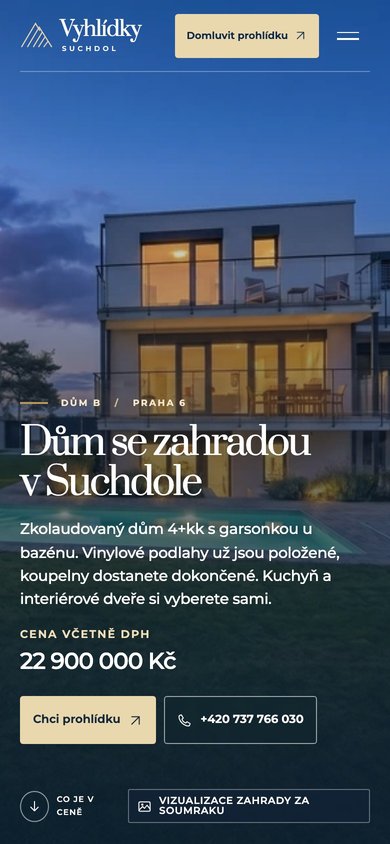 Vyhlídky
SUCHDOL
Domluvit prohlídku
DŮM B / PRAHA 6
Dům se zahradou
v Suchdole
Zkolaudovaný dům 4+kk s garsonkou u
bazénu. Vinylové podlahy už jsou položené,
koupelny dostanete dokončené. Kuchyň a
interiérové dveře si vyberete sami.
CENA VČETNĚ DPH
22 900 000 Kč
Chci prohlídku
+420 737 766 030
CO JE V
CENĚ
VIZUALIZACE ZAHRADY ZA
SOUMRAKU